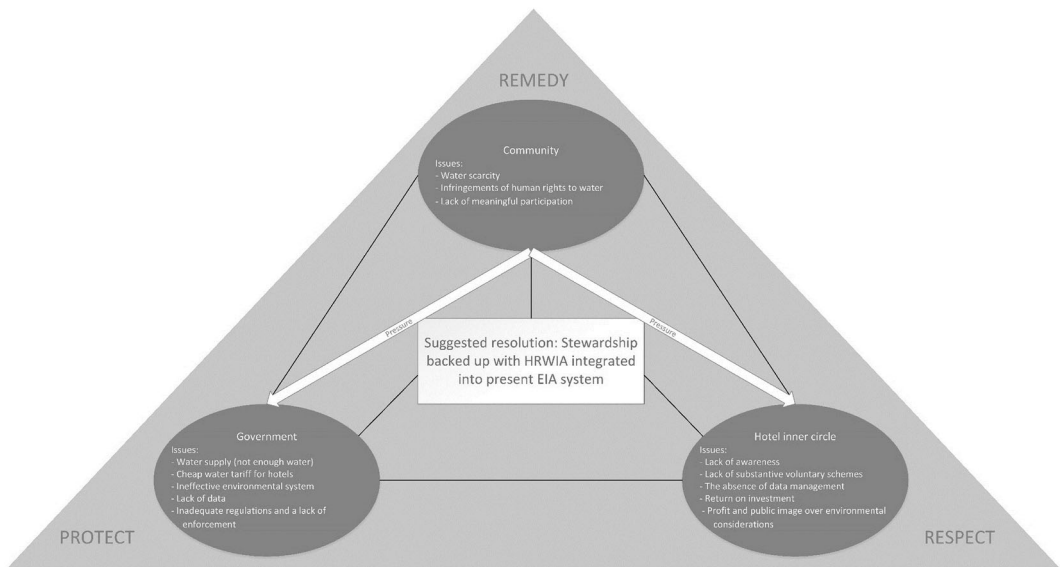 REMEDY
Community
Issues:
- Water scarcity
- Infringements of human rights to water
- Lack of meaningful participation
Pressure
Pressure
Suggested resolution: Stewardship
backed up with HRWIA integrated
into present EIA system
Government
Issues:
- Water supply (not enough water)
- Cheap water tariff for hotels
- Ineffective environmental system
- Lack of data
- Inadequate regulations and a lack of
enforcement
Hotel inner circle
Issues:
- Lack of awareness
- Lack of substantive voluntary schemes
- The absence of data management
- Return on investment
- Profit and public image over environmental
considerations
PROTECT
RESPECT